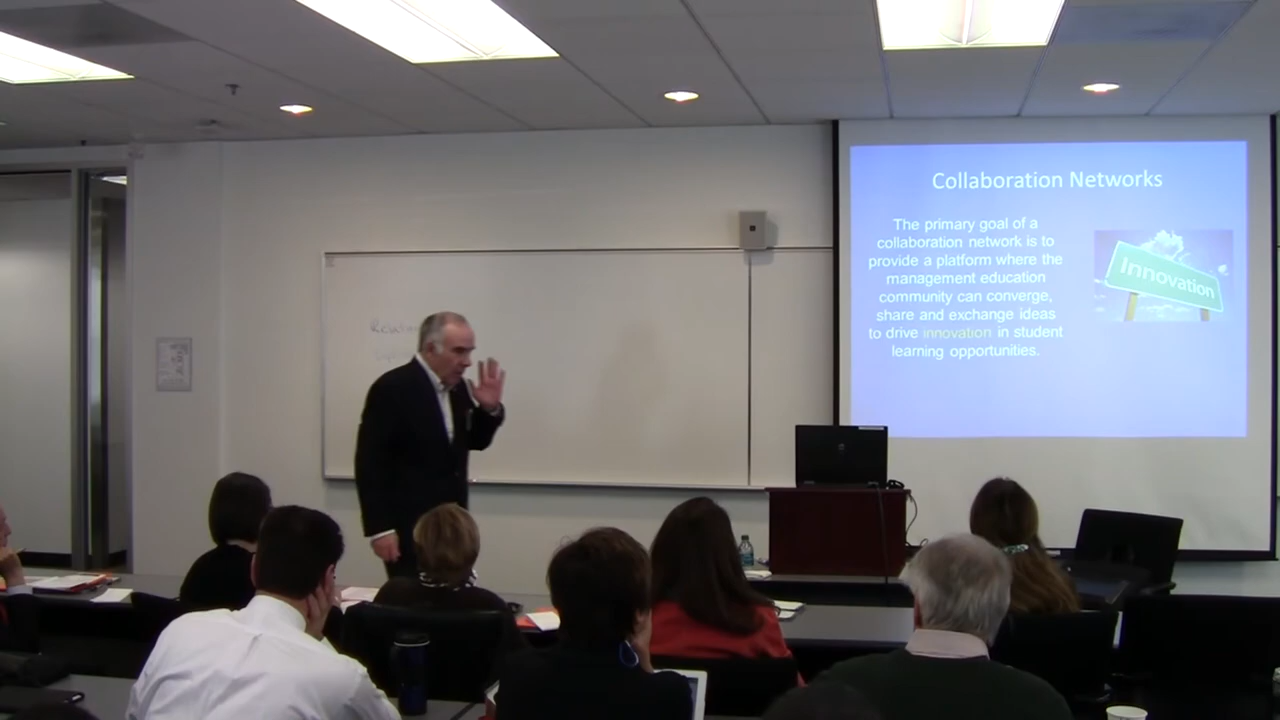 Collaboration Networks
The primary goal of a
collaboration network is to
provide a platform where the
management education
community can converge,
share and exchange ideas
to drive innovation in student
learning opportunities.
Innovation